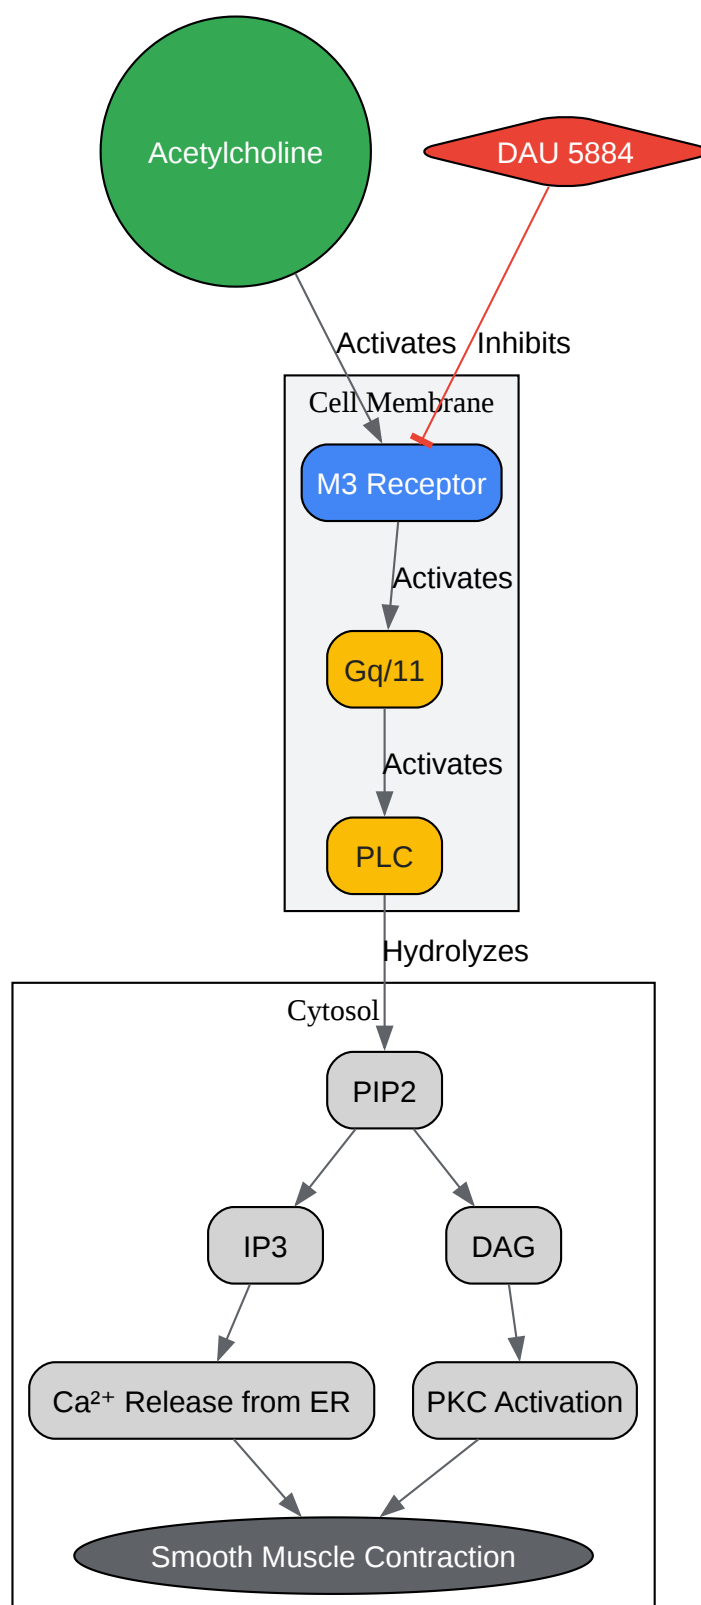 Acetylcholine
DAU 5884
Activates
Inhibits
Cell Membrane
M3 Receptor
Activates
Gq/11
Activates
PLC
Hydrolyzes
Cytosol
PIP2
IP3
DAG
Ca²⁺ Release from ER
PKC Activation
Smooth Muscle Contraction